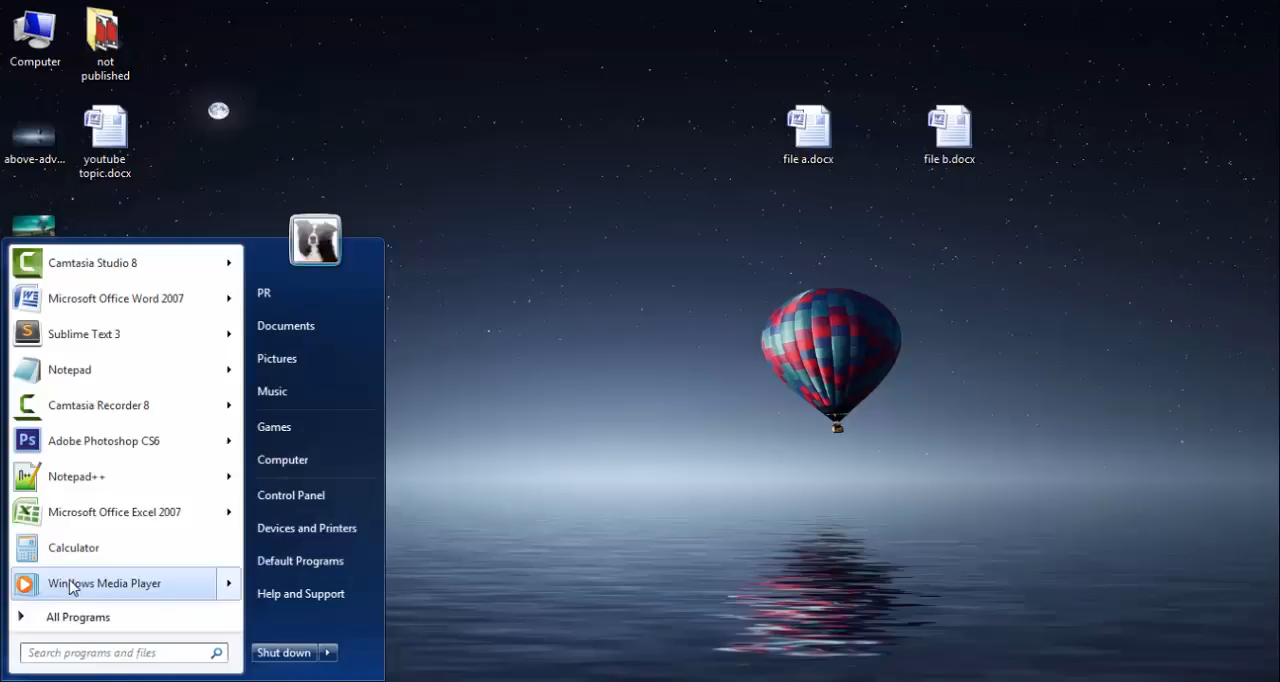 Computer
not
published
above-adv...
youtube
topic.docx
file a.docx
file b.docx
Camtasia Studio 8
Microsoft Office Word 2007
Sublime Text 3
Notepad
Camtasia Recorder 8
Ps
Adobe Photoshop CS6
Notepad++
Microsoft Office Excel 2007
Calculator
Windows Media Player
All Programs
Search programs and files
PR
Documents
Pictures
Music
Games
Computer
Control Panel
Devices and Printers
Default Programs
Help and Support
Shut down